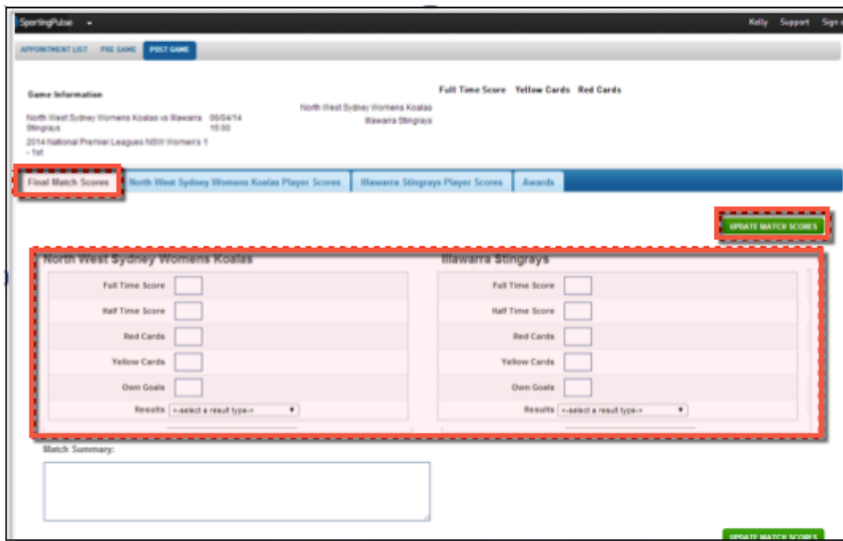 SportingPulse
Kelly Support Sign
APPOINTMENT LIST PRE GAME POST GAME
Full Time Score Yellow Cards Red Cards
Game Information
North West Sydney Womens Koalas
North West Sydney Womens Koalas vs Illawarra Stingrays
05/04/14
15:00
Illawarra Stingrays
2014 National Premier Leagues NSW Women's 1 - 1st
Final Match Scores North West Sydney Womens Koalas Player Scores Illawarra Stingrays Player Scores Awards
UPDATE MATCH SCORES
North West Sydney Womens Koalas Illawarra Stingrays
Full Time Score Full Time Score
Half Time Score Half Time Score
Red Cards Red Cards
Yellow Cards Yellow Cards
Own Goals Own Goals
Results <-select a result type-> Results <-select a result type->
Match Summary:
UPDATE MATCH SCORES